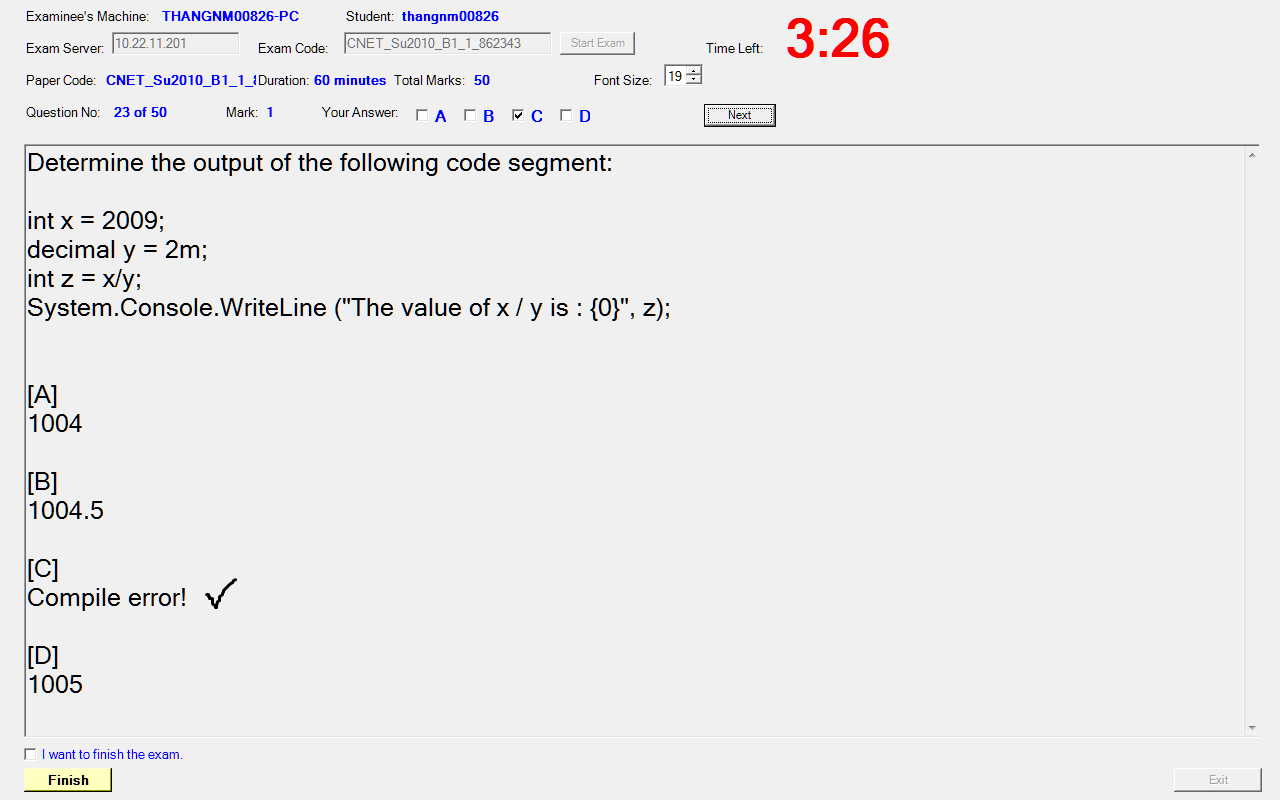 Examinee's Machine: THANGNM00826-PC Student: thangnm00826
Exam Server: 10.22.11.201 Exam Code: CNET_Su2010_B1_1_862343 Start Exam Time Left: 3:26
Paper Code: CNET_Su2010_B1_1_ Duration: 60 minutes Total Marks: 50 Font Size: 19
Question No: 23 of 50 Mark: 1 Your Answer: A B C D Next
Determine the output of the following code segment:
int x = 2009;
decimal y = 2m;
int z = x/y;
System.Console.WriteLine ("The value of x / y is : {0}", z);
[A]
1004
[B]
1004.5
[C]
Compile error!
[D]
1005
I want to finish the exam.
Finish Exit